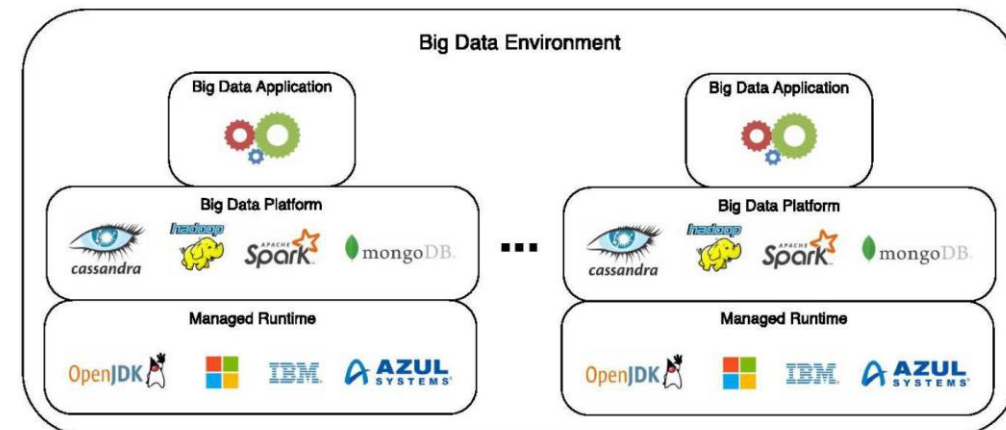 Big Data Environment
Big Data Application
Big Data Platform
cassandra
hadoop
APACHE
Spark
mongoDB.
Managed Runtime
OpenJDK
IBM
AZUL
SYSTEMS
...
Big Data Application
Big Data Platform
cassandra
hadoop
APACHE
Spark
mongoDB.
Managed Runtime
OpenJDK
IBM
AZUL
SYSTEMS